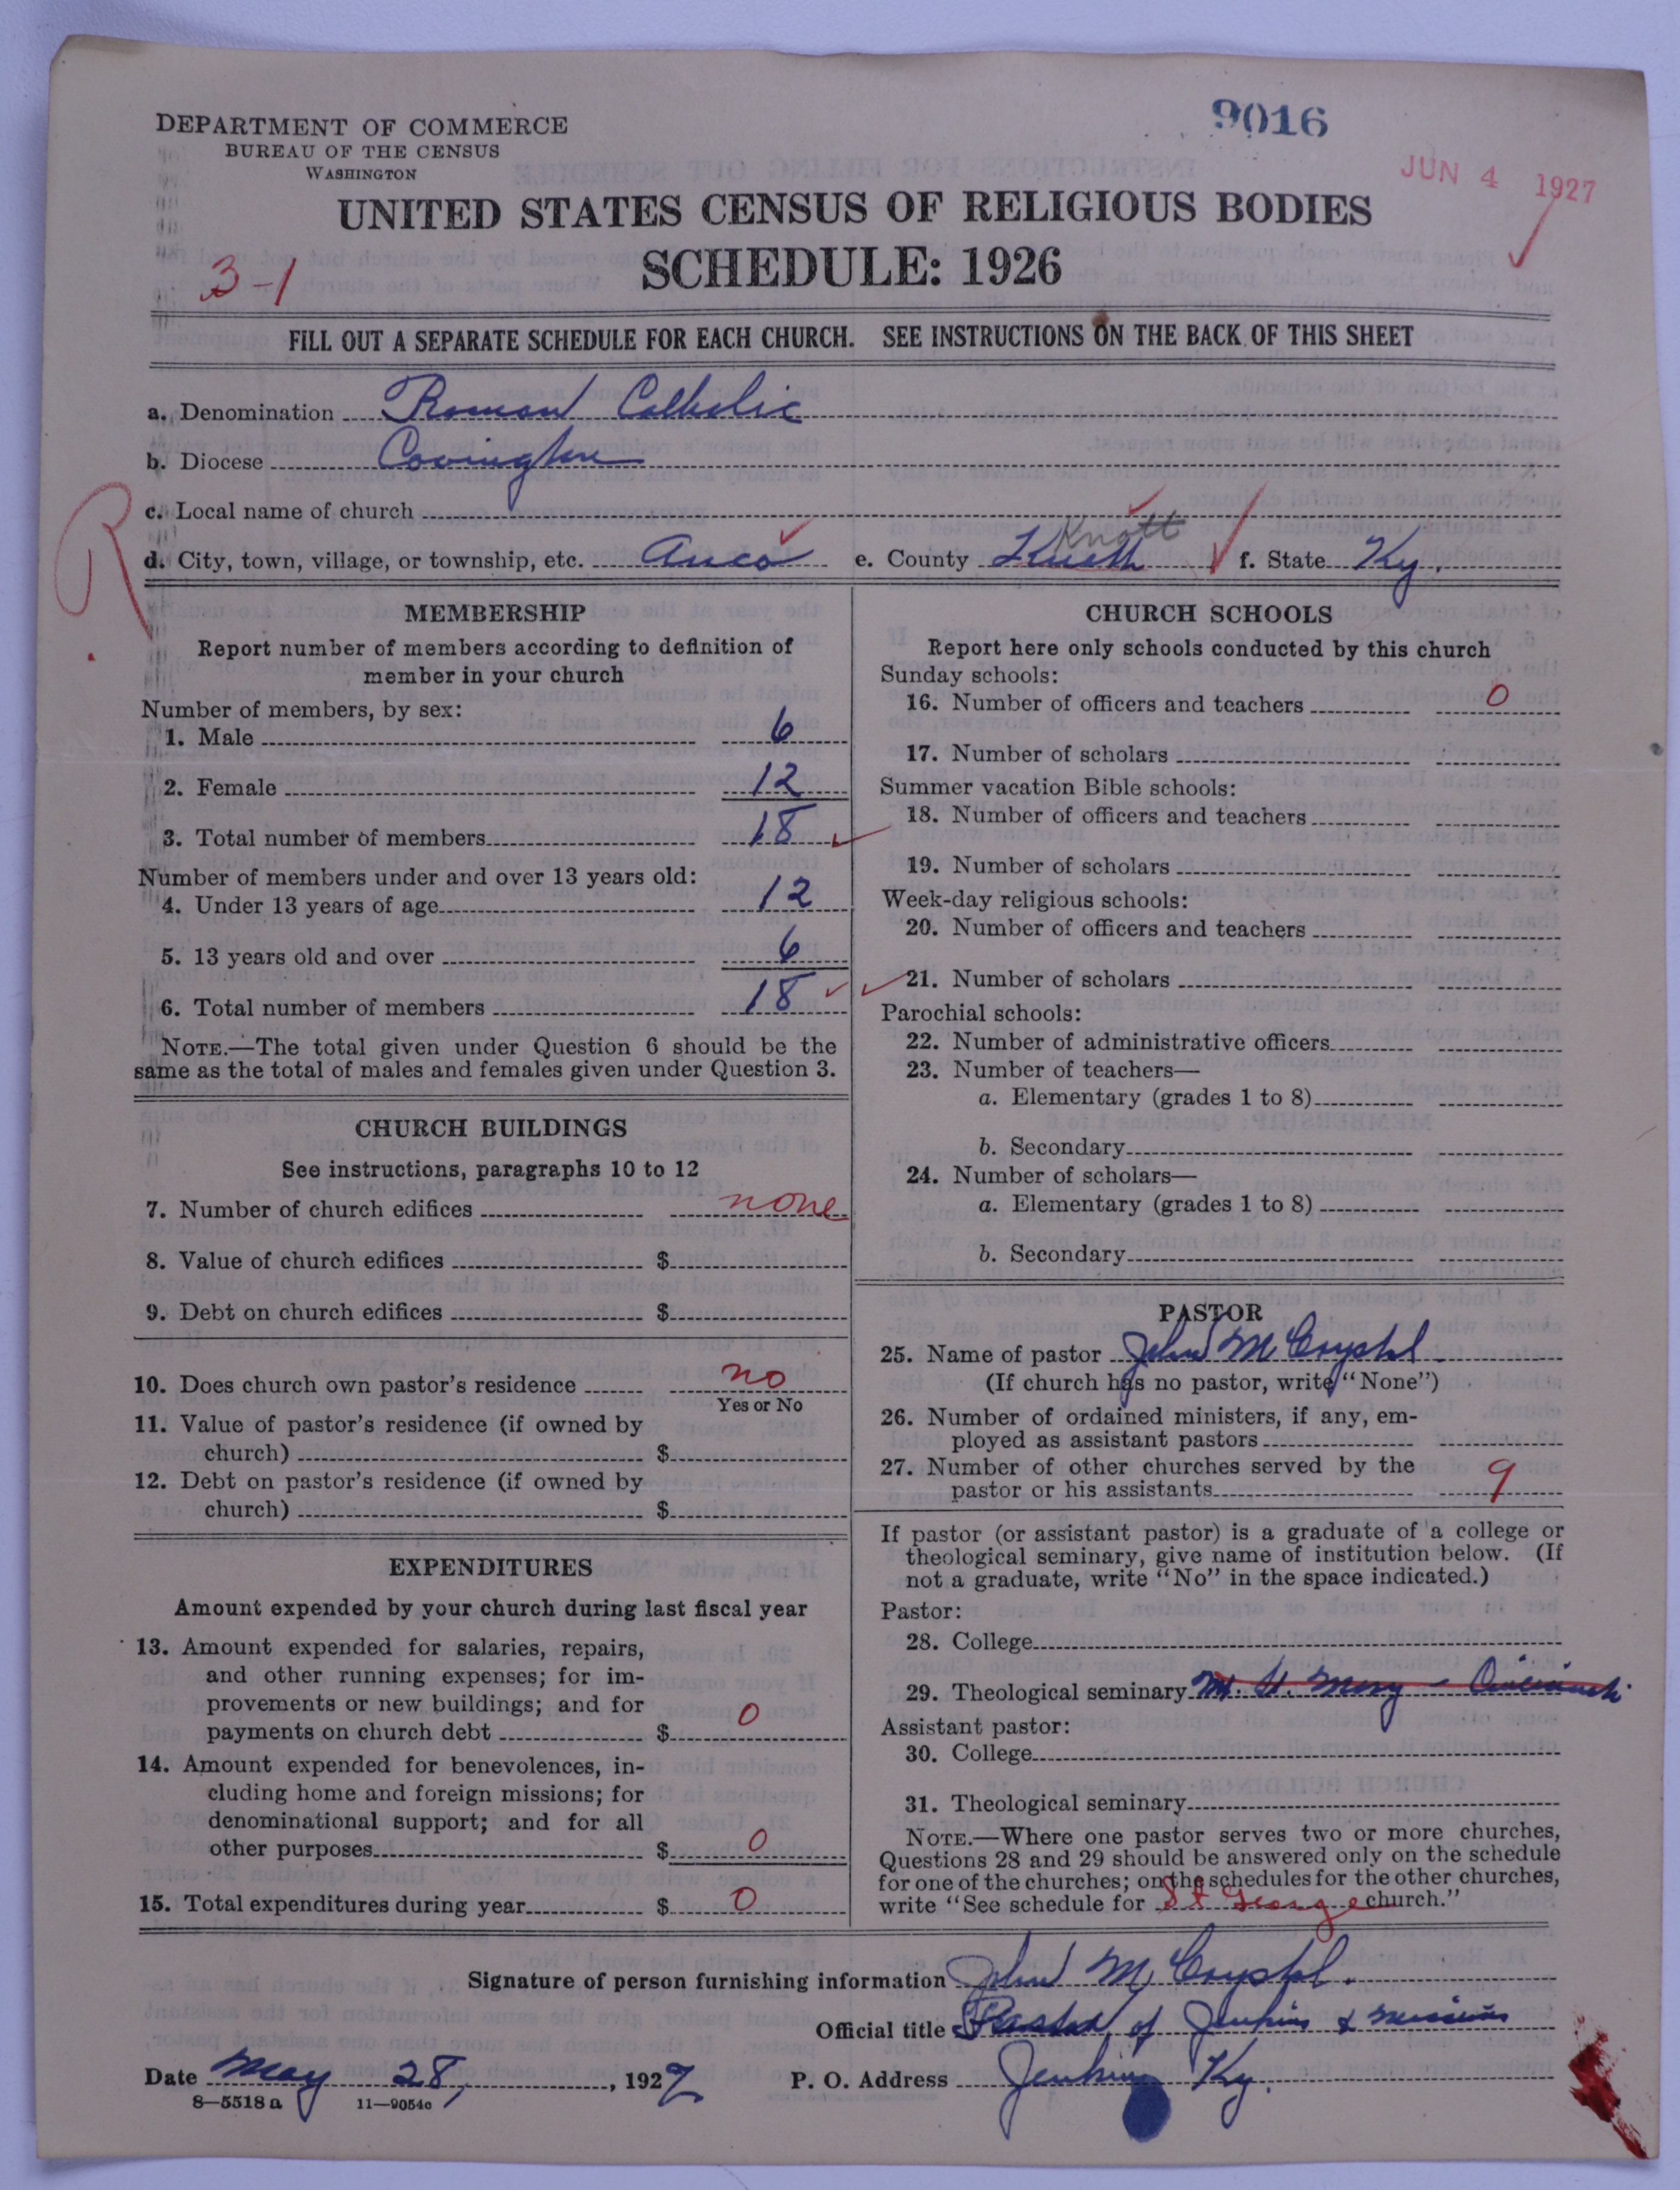 DEPARTMENT OF COMMERCE
BUREAU OF THE CENSUS
WASHINGTON
9016
JUN 4 1927
UNITED STATES CENSUS OF RELIGIOUS BODIES
SCHEDULE: 1926
3-1
FILL OUT A SEPARATE SCHEDULE FOR EACH CHURCH. SEE INSTRUCTIONS ON THE BACK OF THIS SHEET
a. Denomination Roman Catholic
b. Diocese Covington
R
c. Local name of church
Knott
d. City, town, village, or township, etc. Anco e. County Knott f. State Ky.
MEMBERSHIP
Report number of members according to definition of
member in your church
Number of members, by sex:
1. Male 6
2. Female 12
3. Total number of members 18
Number of members under and over 13 years old:
4. Under 13 years of age 12
5. 13 years old and over 6
6. Total number of members 18
NOTE.—The total given under Question 6 should be the
same as the total of males and females given under Question 3.
CHURCH BUILDINGS
See instructions, paragraphs 10 to 12
7. Number of church edifices none
8. Value of church edifices $
9. Debt on church edifices $
10. Does church own pastor's residence no
Yes or No
11. Value of pastor's residence (if owned by
church) $
12. Debt on pastor's residence (if owned by
church) $
EXPENDITURES
Amount expended by your church during last fiscal year
13. Amount expended for salaries, repairs,
and other running expenses; for im-
provements or new buildings; and for
payments on church debt $ 0
14. Amount expended for benevolences, in-
cluding home and foreign missions; for
denominational support; and for all
other purposes $ 0
15. Total expenditures during year $ 0
CHURCH SCHOOLS
Report here only schools conducted by this church
Sunday schools:
16. Number of officers and teachers 0
17. Number of scholars
Summer vacation Bible schools:
18. Number of officers and teachers
19. Number of scholars
Week-day religious schools:
20. Number of officers and teachers
21. Number of scholars
Parochial schools:
22. Number of administrative officers
23. Number of teachers—
a. Elementary (grades 1 to 8)
b. Secondary
24. Number of scholars—
a. Elementary (grades 1 to 8)
b. Secondary
PASTOR
25. Name of pastor John McCrystal
(If church has no pastor, write "None")
26. Number of ordained ministers, if any, em-
ployed as assistant pastors
27. Number of other churches served by the
pastor or his assistants 9
If pastor (or assistant pastor) is a graduate of a college or
theological seminary, give name of institution below. (If
not a graduate, write "No" in the space indicated.)
Pastor:
28. College
29. Theological seminary Mt. St. Mary - Cincinnati
Assistant pastor:
30. College
31. Theological seminary
NOTE.—Where one pastor serves two or more churches,
Questions 28 and 29 should be answered only on the schedule
for one of the churches; on the schedules for the other churches,
write "See schedule for St George church."
Signature of person furnishing information John McCrystal.
Official title Pastor of Jenkins & missions
Date May 28, 1927 P. O. Address Jenkins Ky.
8—5518 a 11—9054c